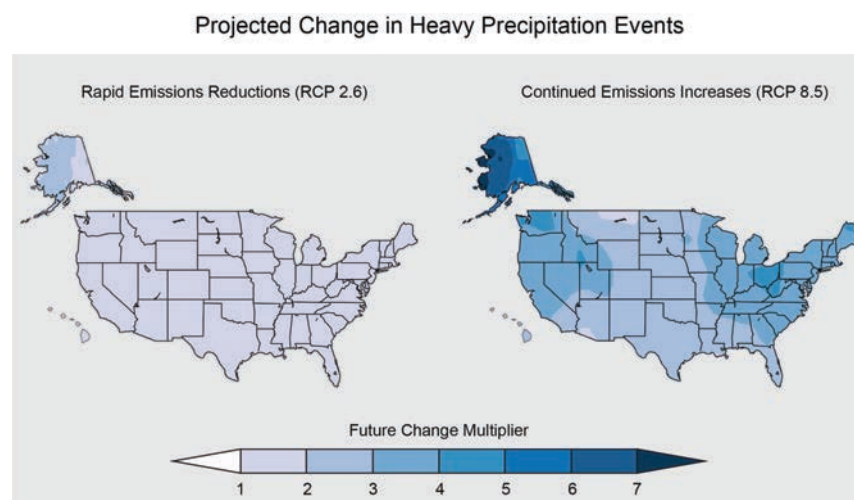 Projected Change in Heavy Precipitation Events
Rapid Emissions Reductions (RCP 2.6)
Continued Emissions Increases (RCP 8.5)
Future Change Multiplier
1 2 3 4 5 6 7